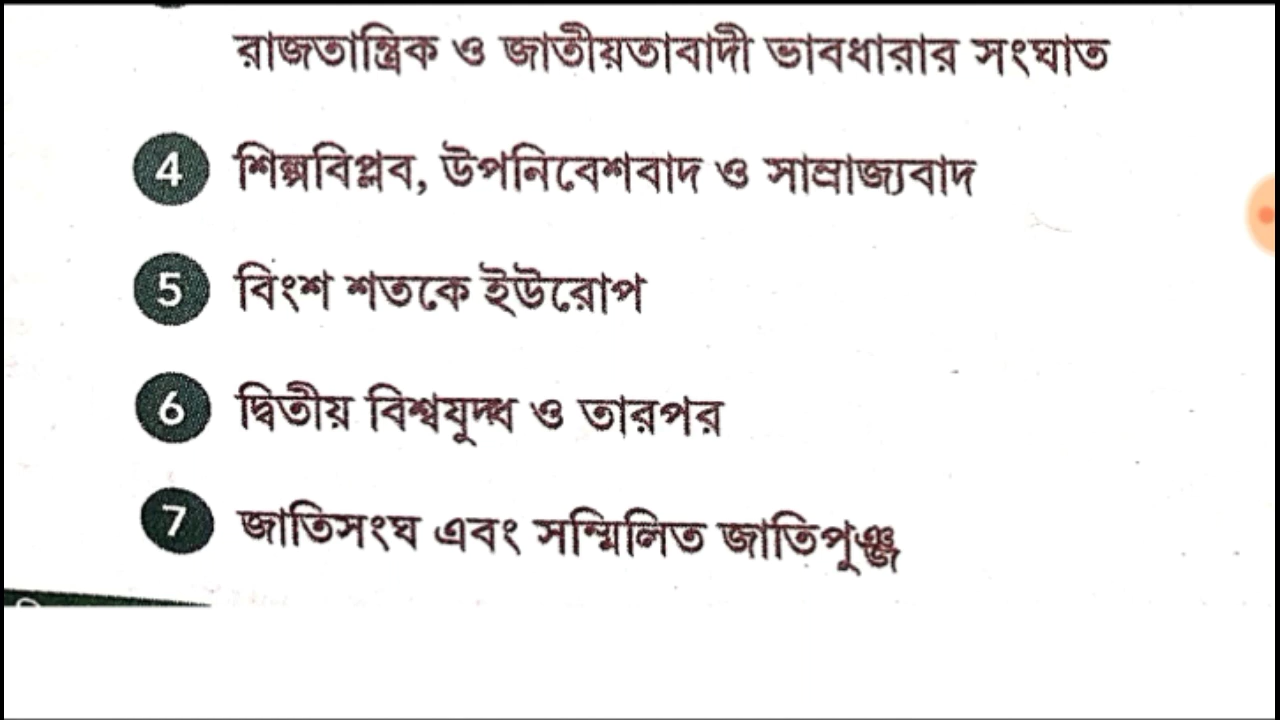 রাজতান্ত্রিক ও জাতীয়তাবাদী ভাবধারার সংঘাত
4 শিল্পবিপ্লব, উপনিবেশবাদ ও সাম্রাজ্যবাদ
5 বিংশ শতকে ইউরোপ
6 দ্বিতীয় বিশ্বযুদ্ধ ও তারপর
7 জাতিসংঘ এবং সম্মিলিত জাতিপুঞ্জ